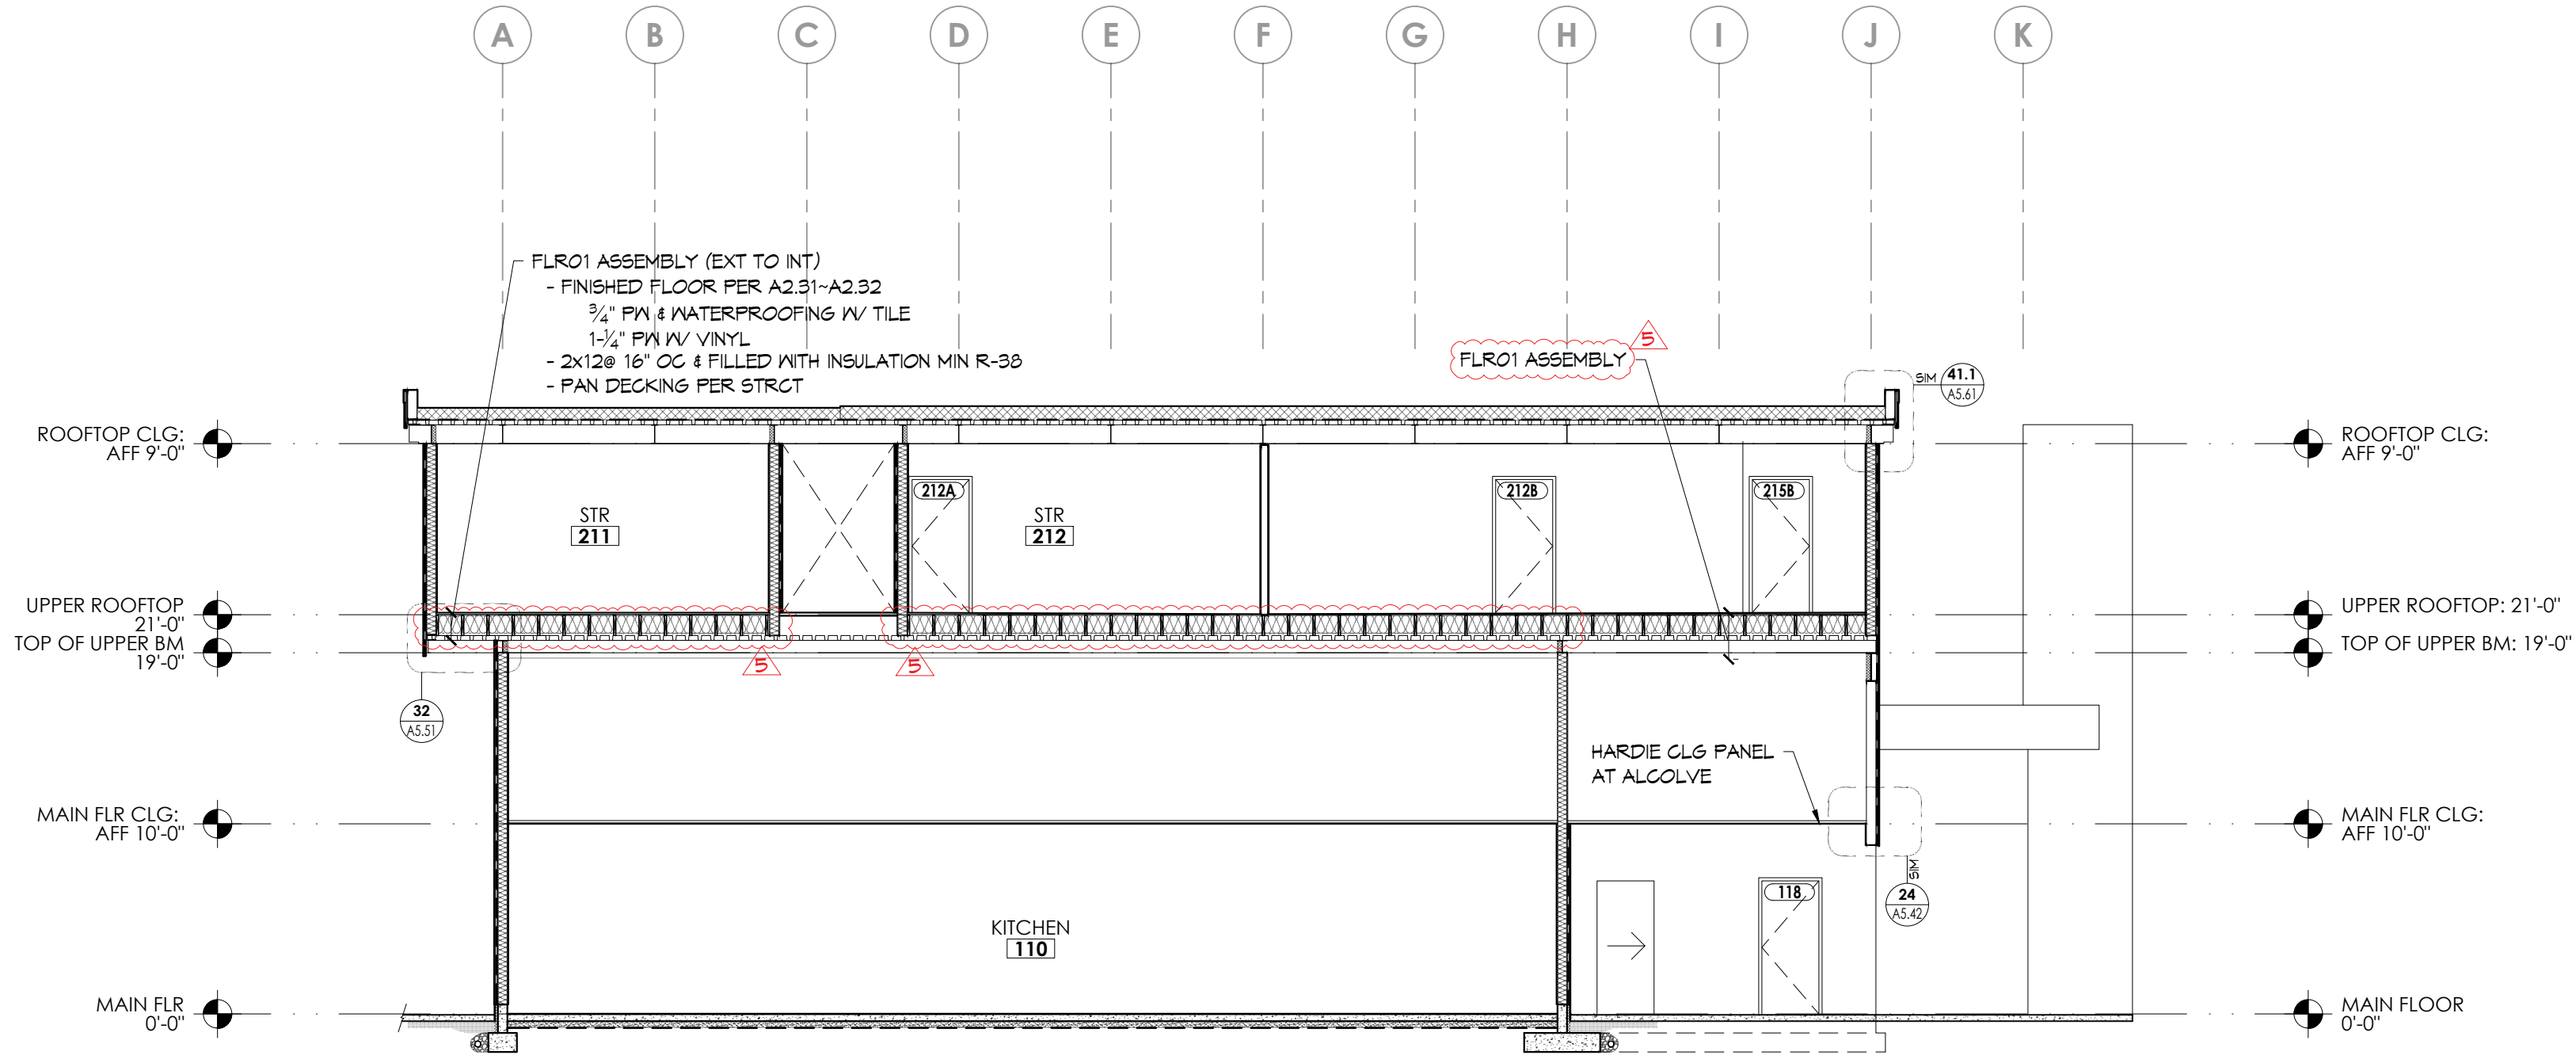 A B C D E F G H I J K
FLR01 ASSEMBLY (EXT TO INT)
- FINISHED FLOOR PER A2.31~A2.32
3/4" PW & WATERPROOFING W/ TILE
1-1/4" PW W/ VINYL
- 2x12@ 16" OC & FILLED WITH INSULATION MIN R-38
- PAN DECKING PER STRCT
5
FLR01 ASSEMBLY
SIM
41.1
A5.61
ROOFTOP CLG:
AFF 9'-0"
ROOFTOP CLG:
AFF 9'-0"
212A
212B
215B
STR
211
STR
212
UPPER ROOFTOP
21'-0"
UPPER ROOFTOP: 21'-0"
TOP OF UPPER BM
19'-0"
TOP OF UPPER BM: 19'-0"
5
5
32
A5.51
HARDIE CLG PANEL
AT ALCOLVE
MAIN FLR CLG:
AFF 10'-0"
MAIN FLR CLG:
AFF 10'-0"
SIM
24
A5.42
118
KITCHEN
110
MAIN FLR
0'-0"
MAIN FLOOR
0'-0"